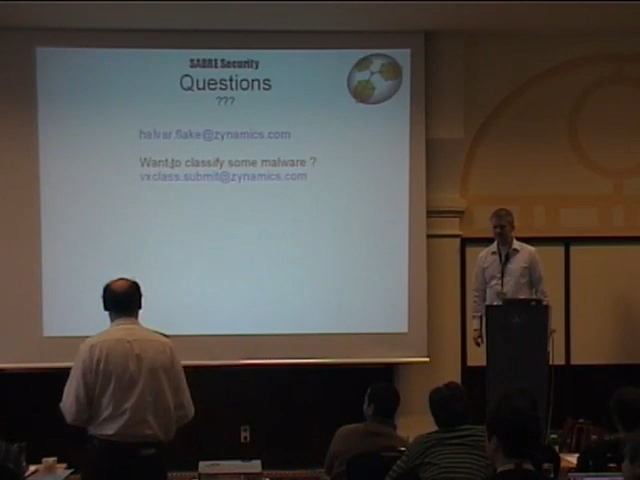 SABRE Security
Questions
???
halvar.flake@zynamics.com
Want to classify some malware ?
vxclass.submit@zynamics.com